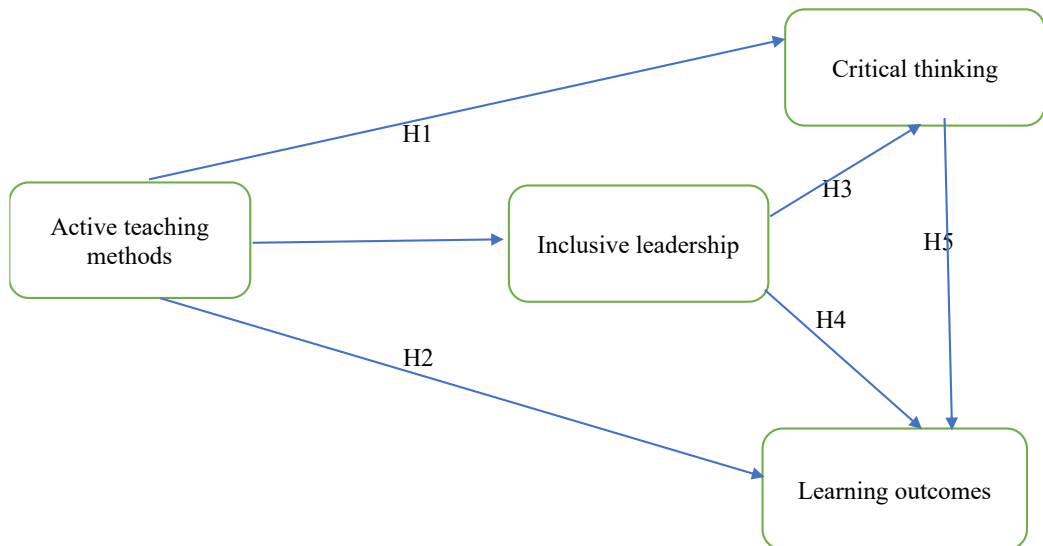 Critical thinking
H1
H3
Active teaching
methods
Inclusive leadership
H5
H4
H2
Learning outcomes